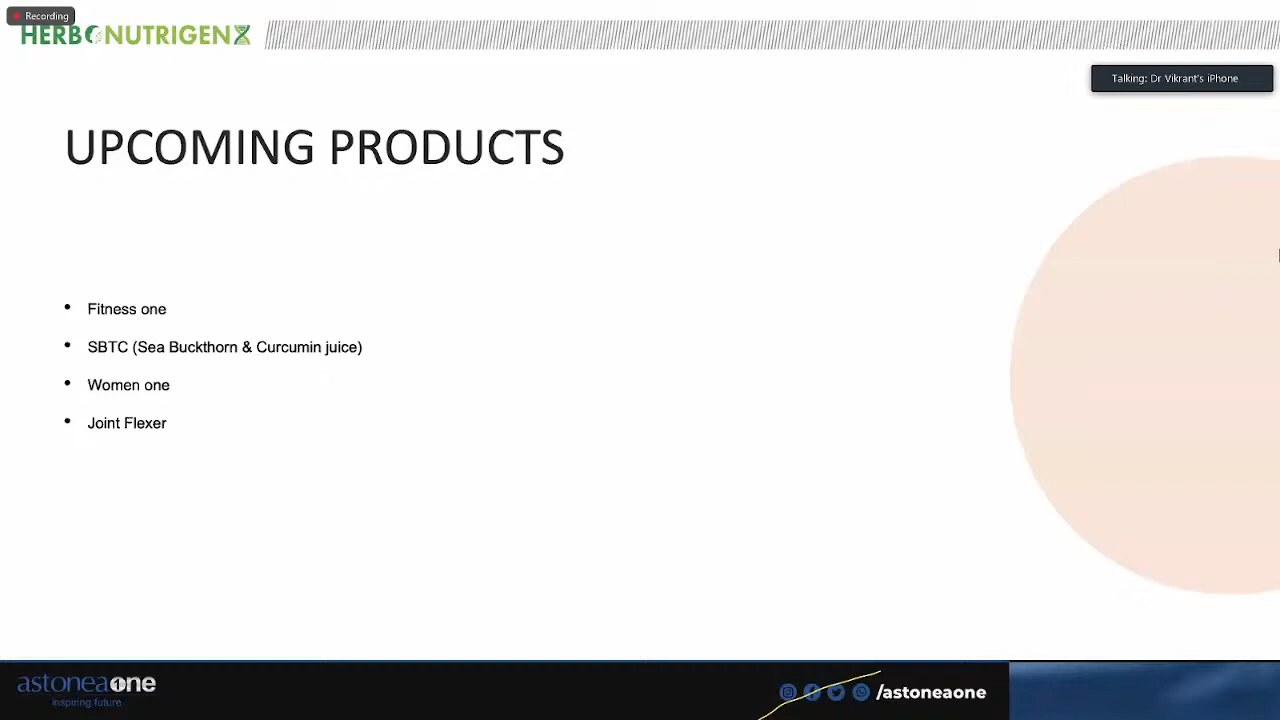 Recording
HERBONUTRIGENX
Talking: Dr Vikrant's iPhone
UPCOMING PRODUCTS
• Fitness one
• SBTC (Sea Buckthorn & Curcumin juice)
• Women one
• Joint Flexer
astoneaone
inspiring future
/astoneaone